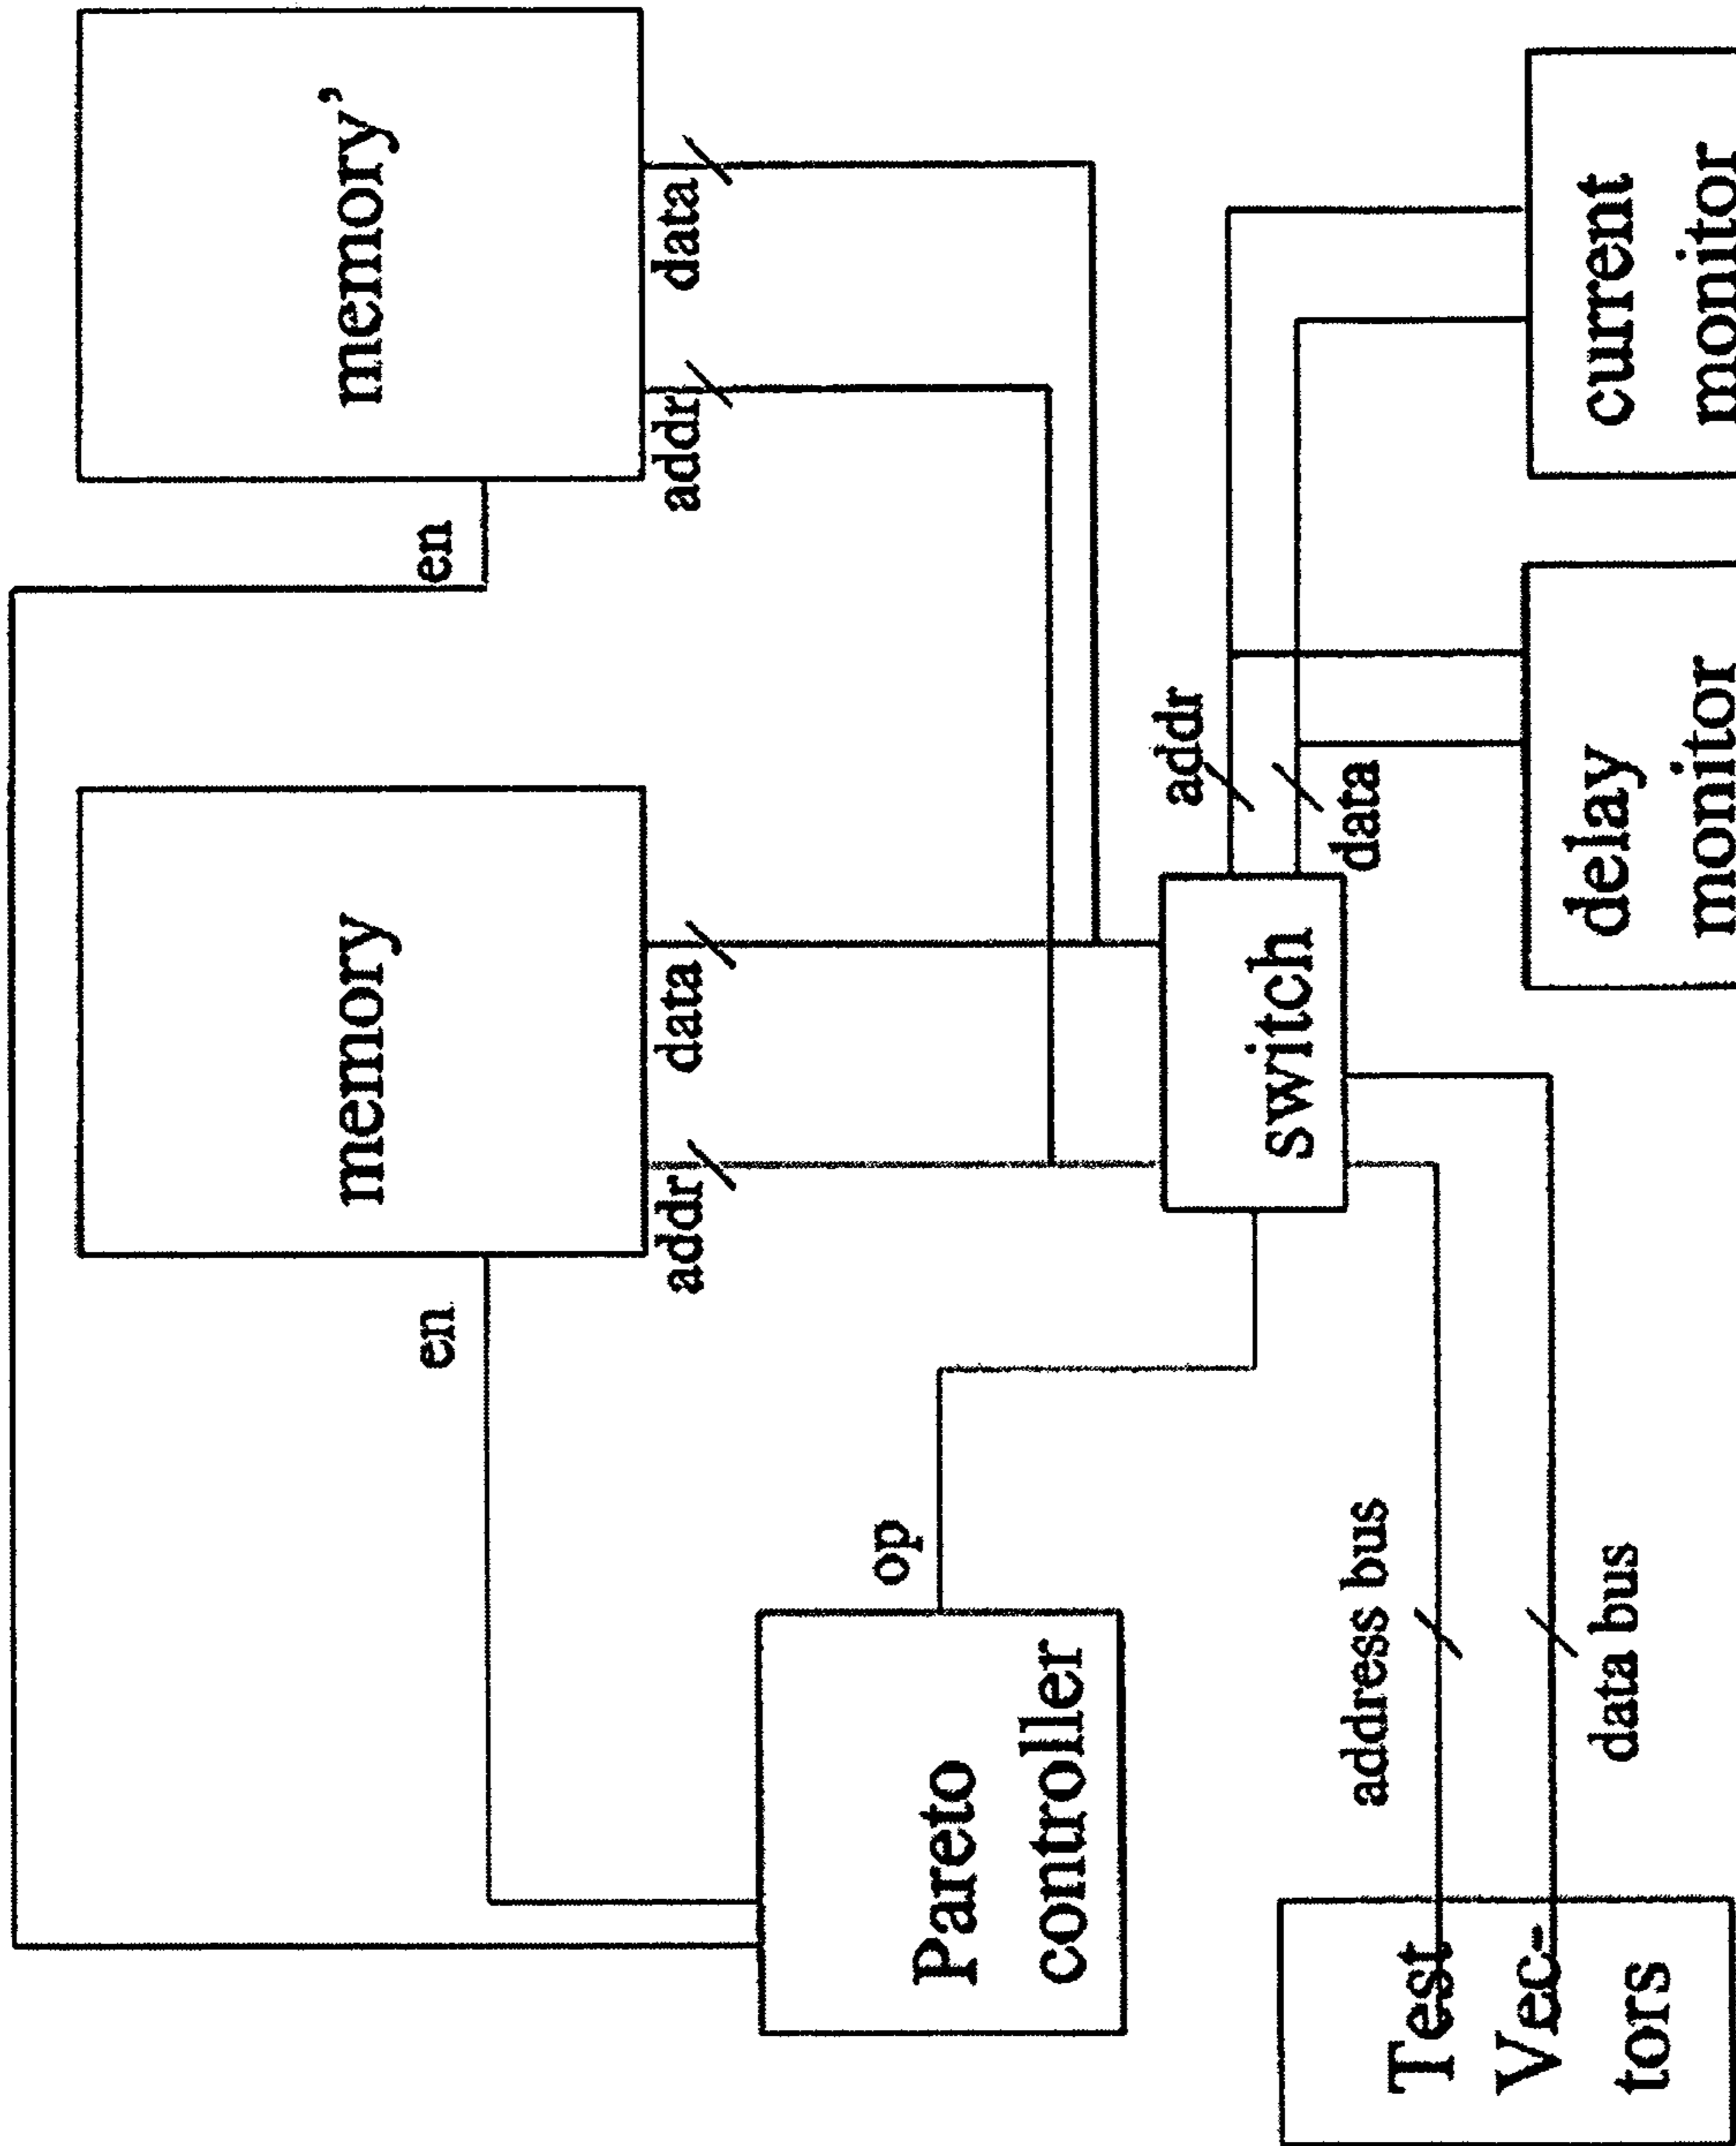 memory'
en
addr
data
memory
en
addr
data
Pareto
controller
op
switch
addr
data
address bus
data bus
Test
Vec-
tors
delay
monitor
current
monitor